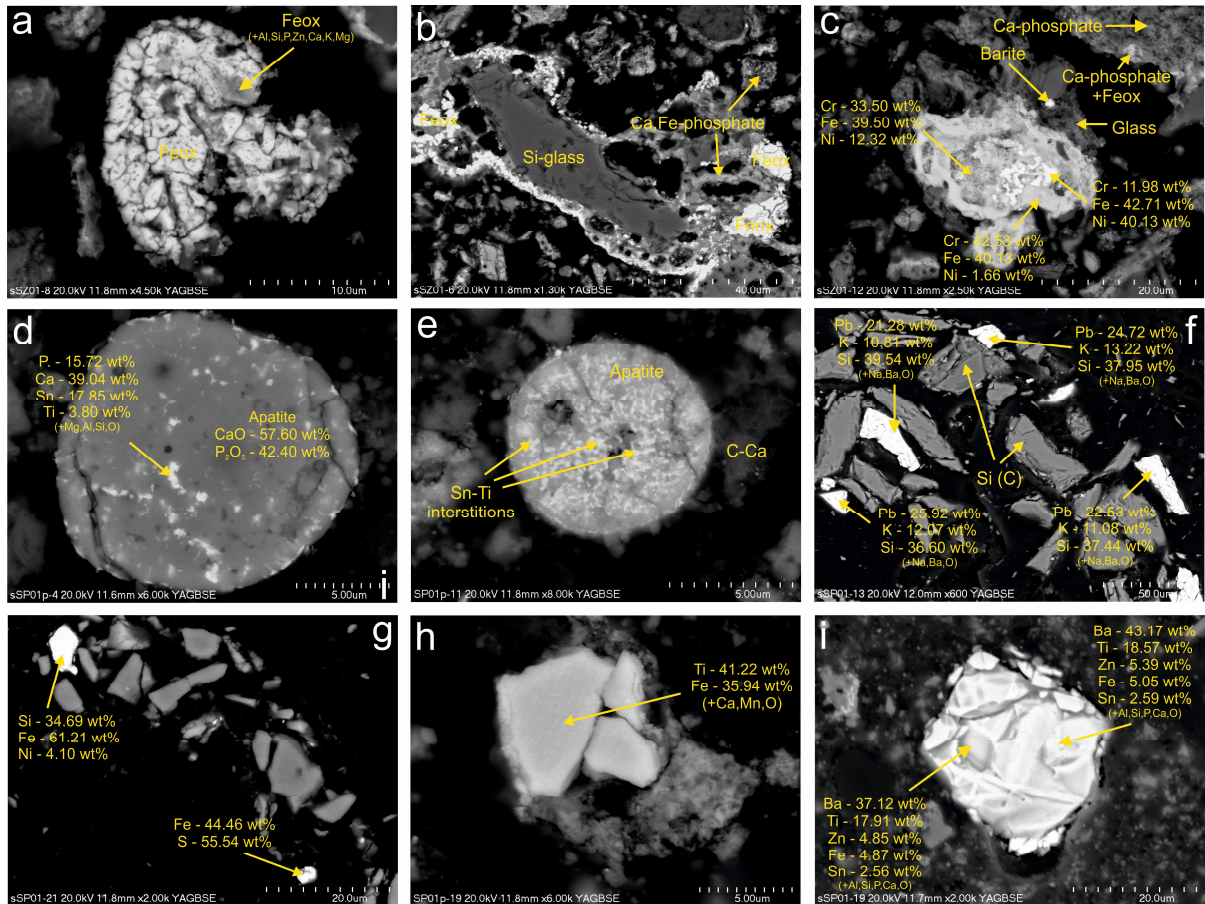 a
Feox
(+Al,Si,P,Zn,Ca,K,Mg)
Feox
sSZ01-8 20.0kV 11.8mm x4.50k YAGBSE
10.0um
b
Feox
Si-glass
Ca,Fe-phosphate
Feox
Feox
sSZ01-6 20.0kV 11.8mm x1.30k YAGBSE
40.0um
c
Ca-phosphate
Barite
Ca-phosphate
+Feox
Glass
Cr - 33.50 wt%
Fe - 39.50 wt%
Ni - 12.32 wt%
Cr - 11.98 wt%
Fe - 42.71 wt%
Ni - 40.13 wt%
Cr - 42.53 wt%
Fe - 40.13 wt%
Ni - 1.66 wt%
sSZ01-12 20.0kV 11.8mm x2.50k YAGBSE
20.0um
d
P - 15.72 wt%
Ca - 39.04 wt%
Sn - 17.85 wt%
Ti - 3.80 wt%
(+Mg,Al,Si,O)
Apatite
CaO - 57.60 wt%
P₂O₅ - 42.40 wt%
i
sSP01p-4 20.0kV 11.6mm x6.00k YAGBSE
5.00um
e
Apatite
C-Ca
Sn-Ti
interstitions
SP01p-11 20.0kV 11.8mm x8.00k YAGBSE
5.00um
f
Pb - 21.28 wt%
K - 10.81 wt%
Si - 39.54 wt%
(+Na,Ba,O)
Pb - 24.72 wt%
K - 13.22 wt%
Si - 37.95 wt%
(+Na,Ba,O)
Si (C)
Pb - 25.92 wt%
K - 12.07 wt%
Si - 36.60 wt%
(+Na,Ba,O)
Pb - 22.63 wt%
K - 11.08 wt%
Si - 37.44 wt%
(+Na,Ba,O)
sSP01-13 20.0kV 12.0mm x600 YAGBSE
50.0um
g
Si - 34.69 wt%
Fe - 61.21 wt%
Ni - 4.10 wt%
Fe - 44.46 wt%
S - 55.54 wt%
sSP01-21 20.0kV 11.8mm x2.00k YAGBSE
20.0um
h
Ti - 41.22 wt%
Fe - 35.94 wt%
(+Ca,Mn,O)
SP01p-19 20.0kV 11.8mm x6.00k YAGBSE
5.00um
i
Ba - 43.17 wt%
Ti - 18.57 wt%
Zn - 5.39 wt%
Fe - 5.05 wt%
Sn - 2.59 wt%
(+Al,Si,P,Ca,O)
Ba - 37.12 wt%
Ti - 17.91 wt%
Zn - 4.85 wt%
Fe - 4.87 wt%
Sn - 2.56 wt%
(+Al,Si,P,Ca,O)
sSP01-19 20.0kV 11.7mm x2.00k YAGBSE
20.0um